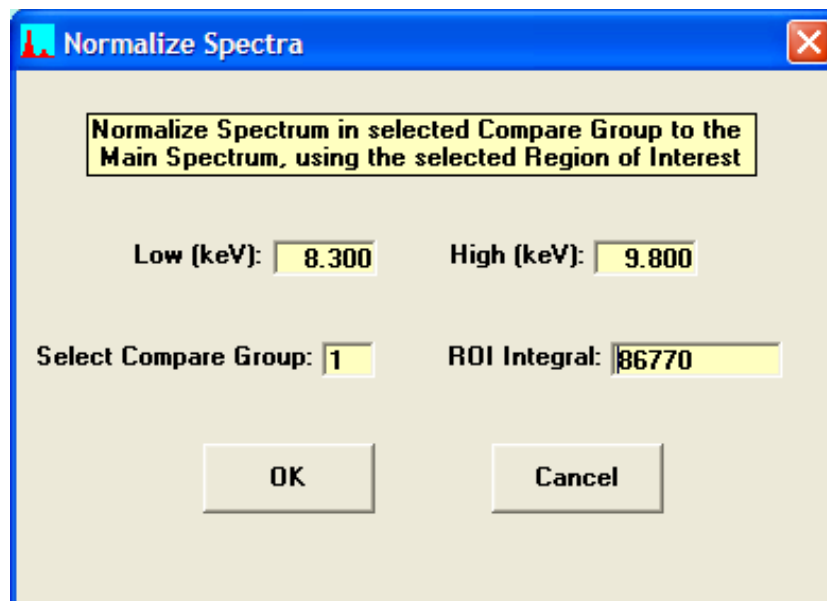 Normalize Spectra
Normalize Spectrum in selected Compare Group to the
Main Spectrum, using the selected Region of Interest
Low (keV): 8.300 High (keV): 9.800
Select Compare Group: 1 ROI Integral: 86770
OK Cancel